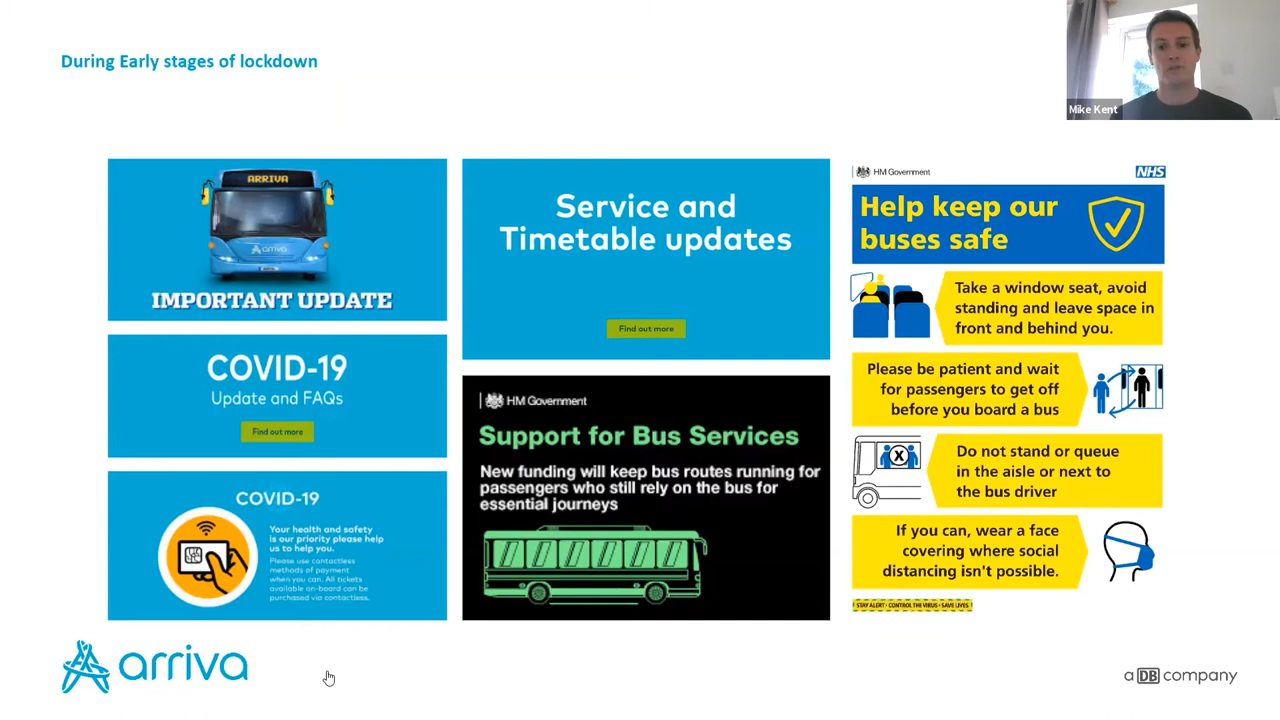 During Early stages of lockdown
Mike Kent
ARRIVA
arriva
IMPORTANT UPDATE
COVID-19
Update and FAQs
Find out more
COVID-19
Your health and safety
is our priority please help
us to help you.
Please use contactless
methods of payment
when you can. All tickets
available on-board can be
purchased via contactless.
Service and
Timetable updates
Find out more
HM Government
Support for Bus Services
New funding will keep bus routes running for
passengers who still rely on the bus for
essential journeys
HM Government
NHS
Help keep our
buses safe
Take a window seat, avoid
standing and leave space in
front and behind you.
Please be patient and wait
for passengers to get off
before you board a bus
X
Do not stand or queue
in the aisle or next to
the bus driver
If you can, wear a face
covering where social
distancing isn't possible.
STAY ALERT • CONTROL THE VIRUS • SAVE LIVES
arriva
a DB company